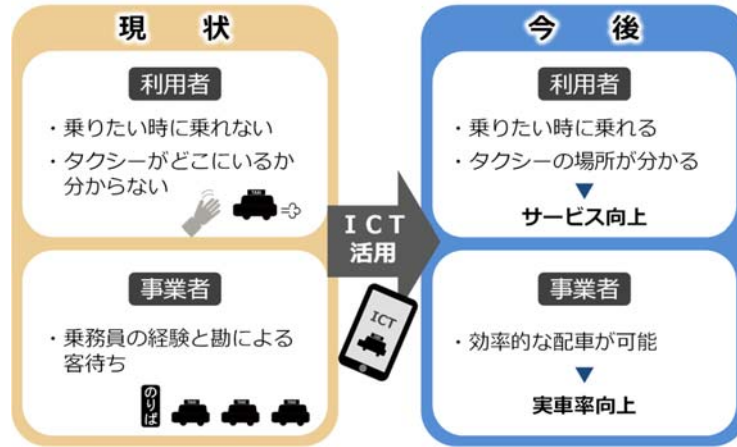 現 状
利用者
・乗りたい時に乗れない
・タクシーがどこにいるか
分からない
TAXI
事業者
・乗務員の経験と勘による
客待ち
のりば
TAXI
TAXI
TAXI
ICT
活用
ICT
今 後
利用者
・乗りたい時に乗れる
・タクシーの場所が分かる
サービス向上
事業者
・効率的な配車が可能
実車率向上